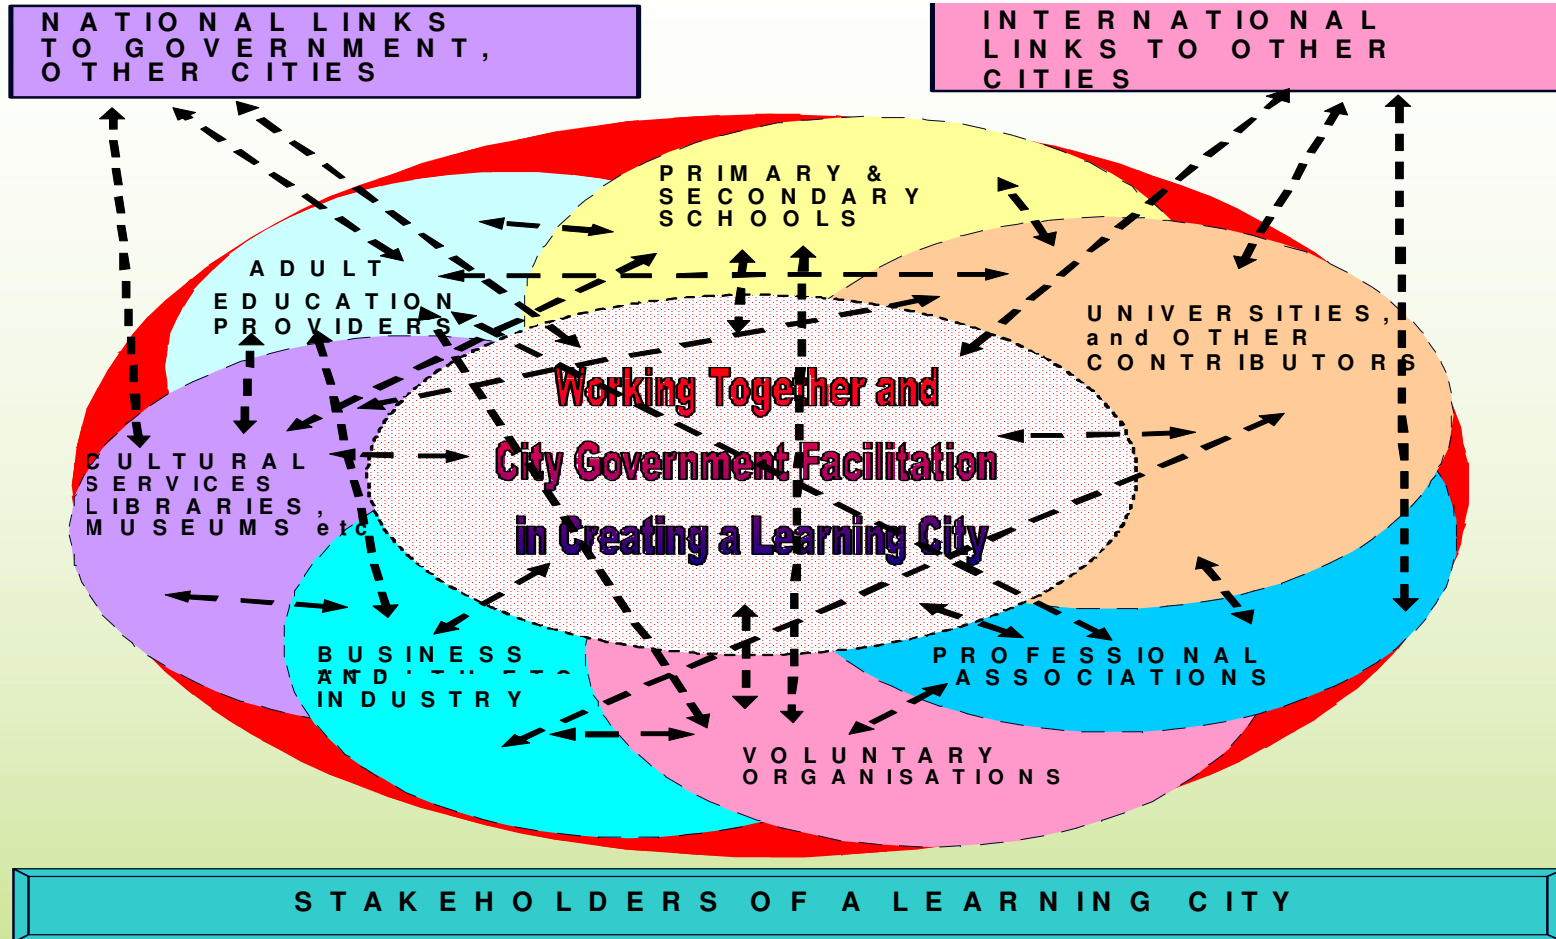 NATIONAL LINKS
TO GOVERNMENT,
OTHER CITIES
INTERNATIONAL
LINKS TO OTHER
CITIES
PRIMARY &
SECONDARY
SCHOOLS
ADULT
EDUCATION
PROVIDERS
UNIVERSITIES,
and OTHER
CONTRIBUTORS
Working Together and
City Government Facilitation
in Creating a Learning City
CULTURAL
SERVICES
LIBRARIES,
MUSEUMS etc
BUSINESS
AND
INDUSTRY
PROFESSIONAL
ASSOCIATIONS
VOLUNTARY
ORGANISATIONS
STAKEHOLDERS OF A LEARNING CITY